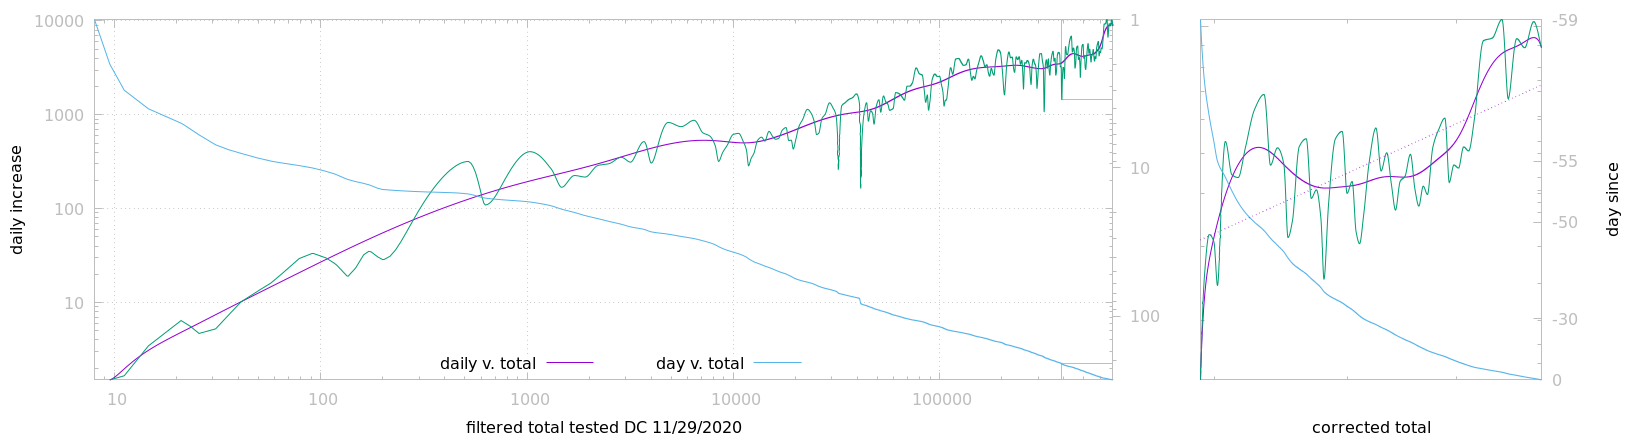 10000
1000
100
10
daily increase
10
100
1000
10000
100000
filtered total tested DC 11/29/2020
daily v. total
day v. total
1
10
100
-59
-55
-50
-30
0
day since
corrected total